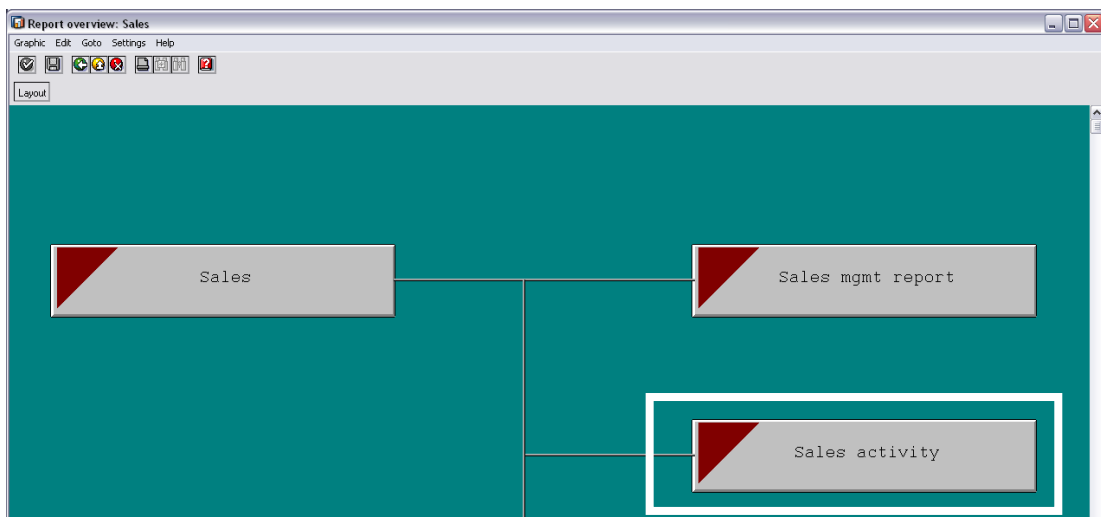 Report overview: Sales
Graphic Edit Goto Settings Help
Layout
Sales
Sales mgmt report
Sales activity